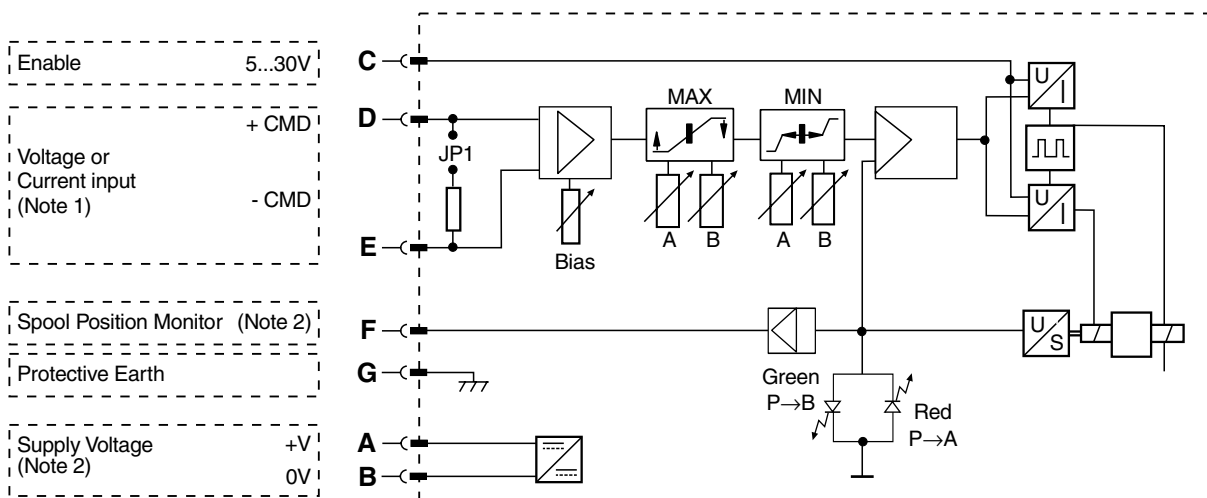 Enable 5...30V
C
+ CMD
Voltage or
Current input
(Note 1)
- CMD
D
E
JP1
Bias
MAX
A B
MIN
A B
U
I
U
I
Spool Position Monitor (Note 2)
F
U
S
Protective Earth
G
Green
P→B
Red
P→A
Supply Voltage +V
(Note 2)
0V
A
B